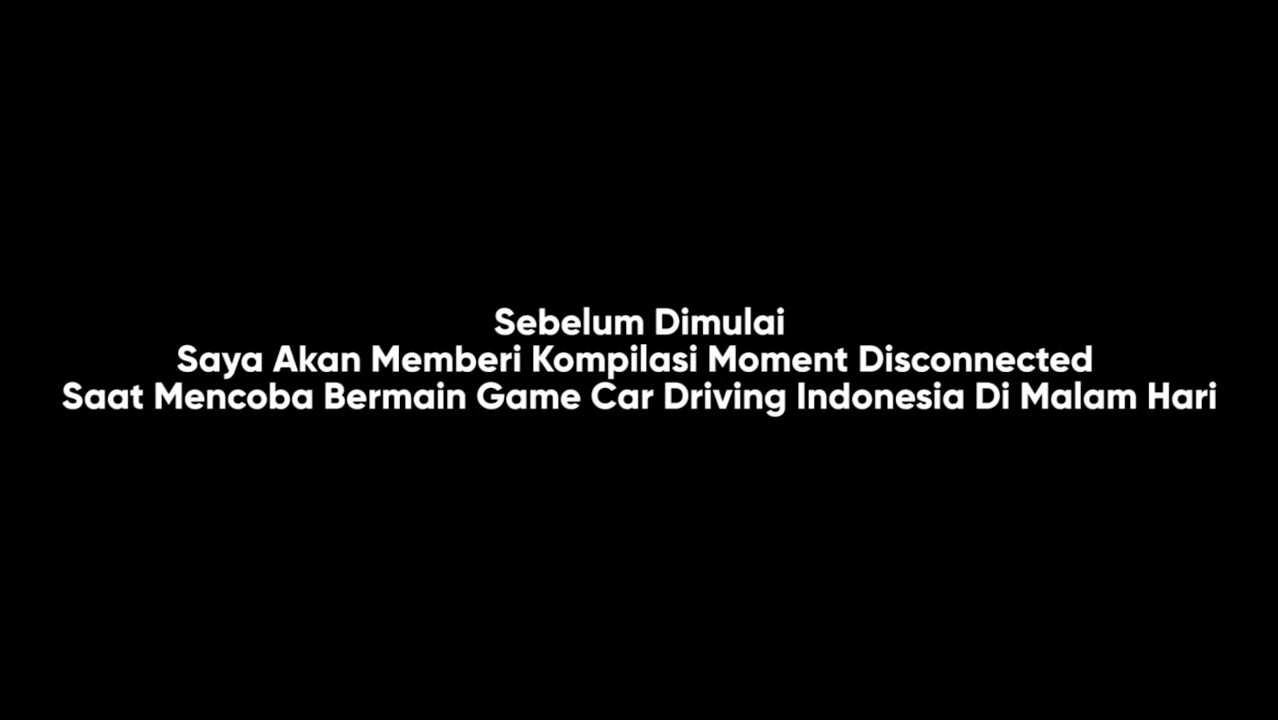 Sebelum Dimulai
Saya Akan Memberi Kompilasi Moment Disconnected
Saat Mencoba Bermain Game Car Driving Indonesia Di Malam Hari